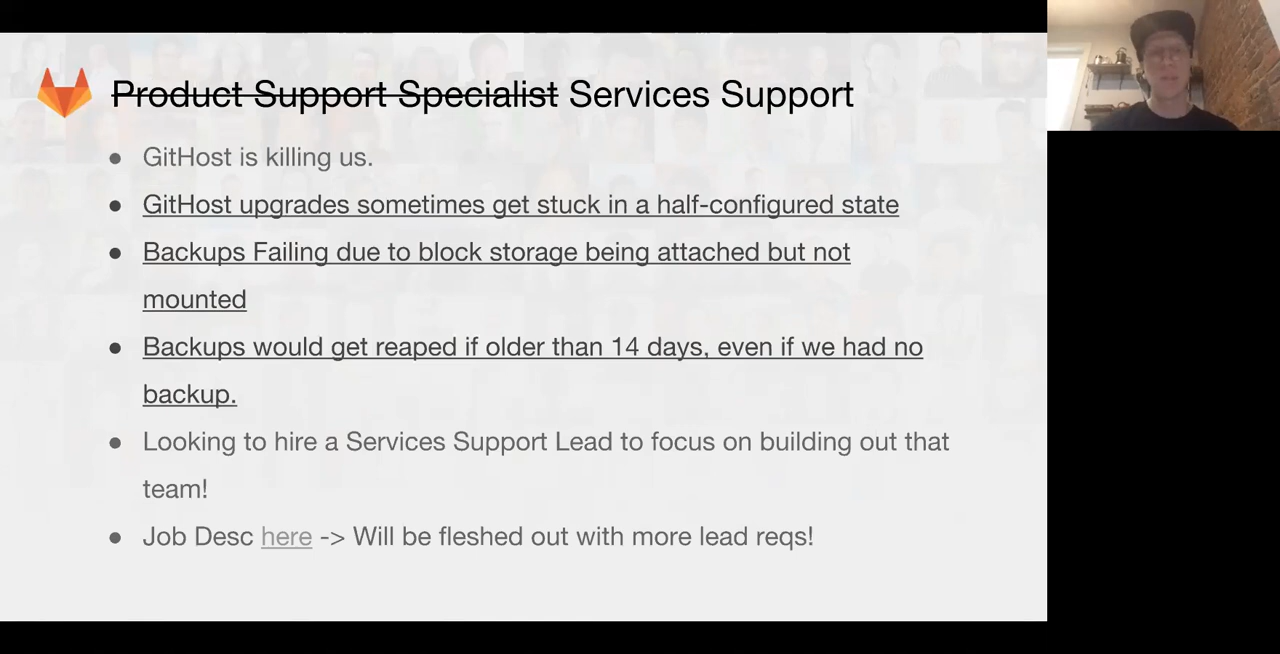 Product Support Specialist Services Support
GitHost is killing us.
GitHost upgrades sometimes get stuck in a half-configured state
Backups Failing due to block storage being attached but not
mounted
Backups would get reaped if older than 14 days, even if we had no
backup.
Looking to hire a Services Support Lead to focus on building out that
team!
Job Desc here -> Will be fleshed out with more lead reqs!